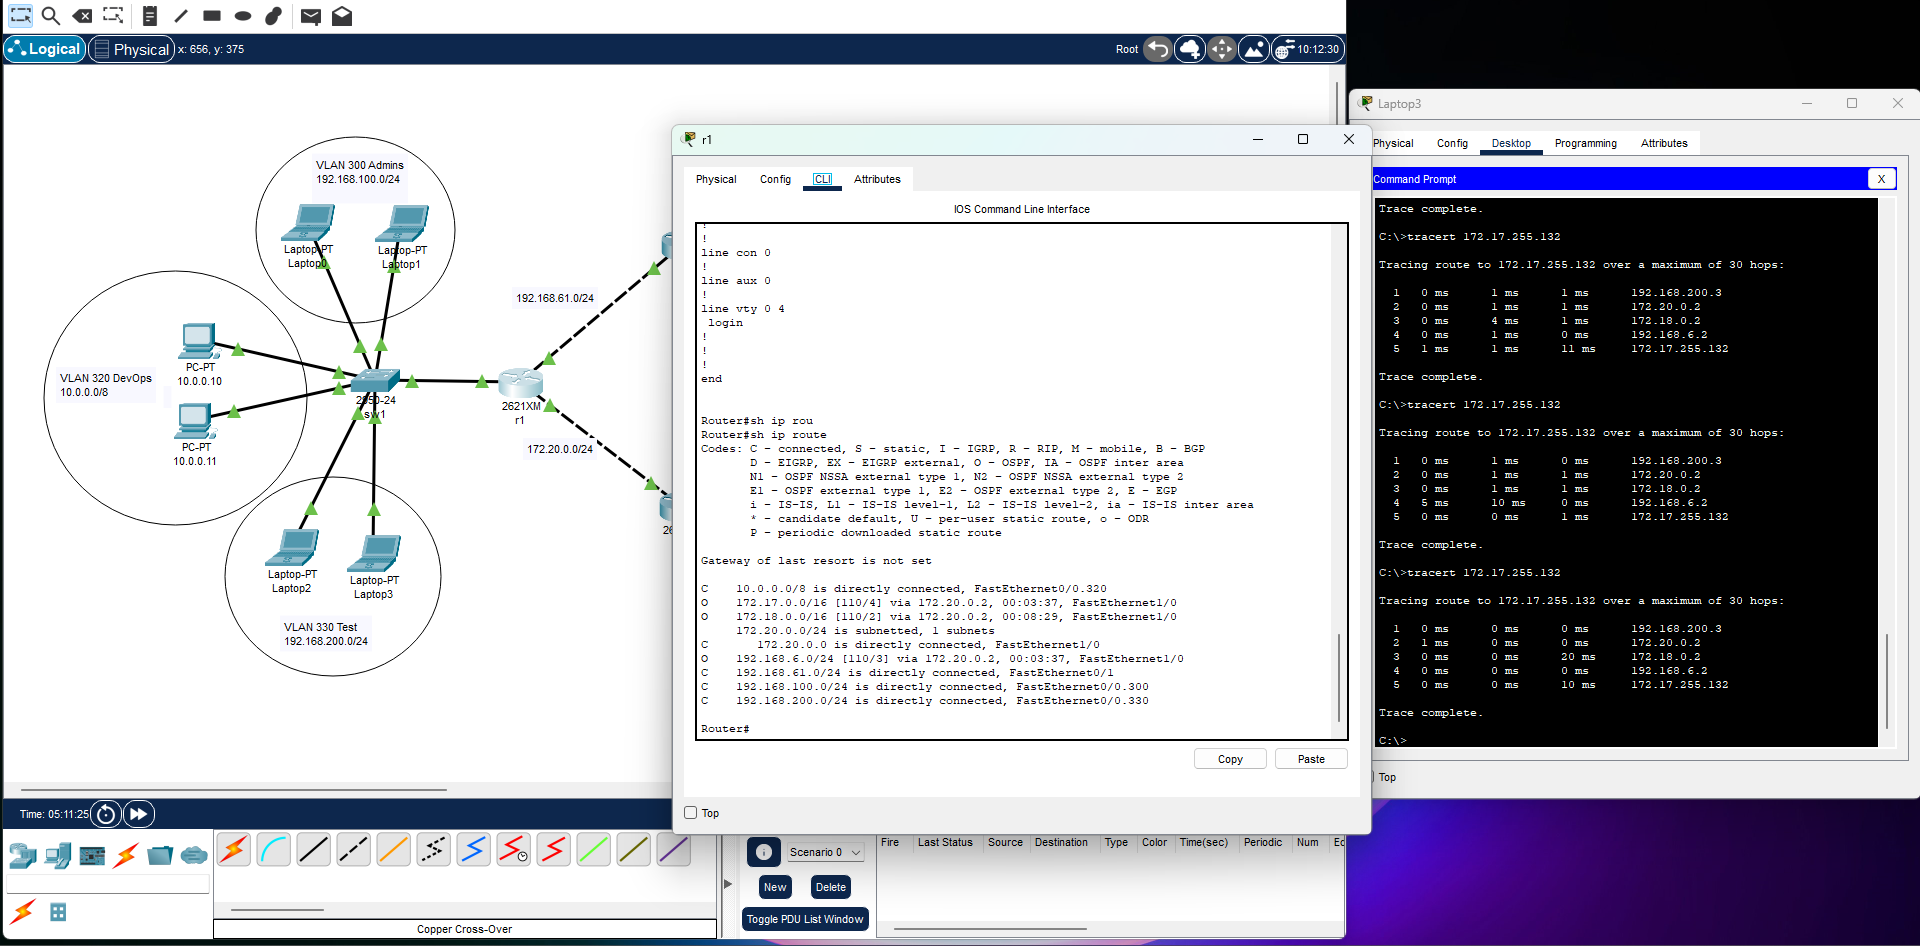 Logical
Physical
x: 656, y: 375
Root
10:12:30
VLAN 300 Admins
192.168.100.0/24
Laptop-PT
Laptop0
Laptop-PT
Laptop1
192.168.61.0/24
PC-PT
10.0.0.10
VLAN 320 DevOps
10.0.0.0/8
PC-PT
10.0.0.11
2950-24
sw1
2621XM
r1
172.20.0.0/24
Laptop-PT
Laptop2
Laptop-PT
Laptop3
VLAN 330 Test
192.168.200.0/24
r1
Physical
Config
CLI
Attributes
IOS Command Line Interface
!
!
line con 0
!
line aux 0
!
line vty 0 4
login
!
!
!
end
Router#sh ip rou
Router#sh ip route
Codes: C - connected, S - static, I - IGRP, R - RIP, M - mobile, B - BGP
D - EIGRP, EX - EIGRP external, O - OSPF, IA - OSPF inter area
N1 - OSPF NSSA external type 1, N2 - OSPF NSSA external type 2
E1 - OSPF external type 1, E2 - OSPF external type 2, E - EGP
i - IS-IS, L1 - IS-IS level-1, L2 - IS-IS level-2, ia - IS-IS inter area
* - candidate default, U - per-user static route, o - ODR
P - periodic downloaded static route
Gateway of last resort is not set
C    10.0.0.0/8 is directly connected, FastEthernet0/0.320
O    172.17.0.0/16 [110/4] via 172.20.0.2, 00:03:37, FastEthernet1/0
O    172.18.0.0/16 [110/2] via 172.20.0.2, 00:08:29, FastEthernet1/0
172.20.0.0/24 is subnetted, 1 subnets
C       172.20.0.0 is directly connected, FastEthernet1/0
O    192.168.6.0/24 [110/3] via 172.20.0.2, 00:03:37, FastEthernet1/0
C    192.168.61.0/24 is directly connected, FastEthernet0/1
C    192.168.100.0/24 is directly connected, FastEthernet0/0.300
C    192.168.200.0/24 is directly connected, FastEthernet0/0.330
Router#
Copy
Paste
Top
Laptop3
Physical
Config
Desktop
Programming
Attributes
Command Prompt
X
Trace complete.
C:\>tracert 172.17.255.132
Tracing route to 172.17.255.132 over a maximum of 30 hops:
1   0 ms   1 ms   1 ms   192.168.200.3
2   0 ms   0 ms   1 ms   172.20.0.2
3   0 ms   4 ms   1 ms   172.18.0.2
4   0 ms   1 ms   0 ms   192.168.6.2
5   1 ms   1 ms   11 ms   172.17.255.132
Trace complete.
C:\>tracert 172.17.255.132
Tracing route to 172.17.255.132 over a maximum of 30 hops:
1   0 ms   1 ms   0 ms   192.168.200.3
2   0 ms   1 ms   1 ms   172.20.0.2
3   0 ms   1 ms   1 ms   172.18.0.2
4   5 ms   10 ms   0 ms   192.168.6.2
5   0 ms   0 ms   1 ms   172.17.255.132
Trace complete.
C:\>tracert 172.17.255.132
Tracing route to 172.17.255.132 over a maximum of 30 hops:
1   0 ms   0 ms   0 ms   192.168.200.3
2   1 ms   0 ms   0 ms   172.20.0.2
3   0 ms   0 ms   20 ms   172.18.0.2
4   0 ms   0 ms   0 ms   192.168.6.2
5   0 ms   0 ms   10 ms   172.17.255.132
Trace complete.
C:\>
Top
Time: 05:11:25
Copper Cross-Over
Scenario 0
New
Delete
Toggle PDU List Window
Fire
Last Status
Source
Destination
Type
Color
Time(sec)
Periodic
Num